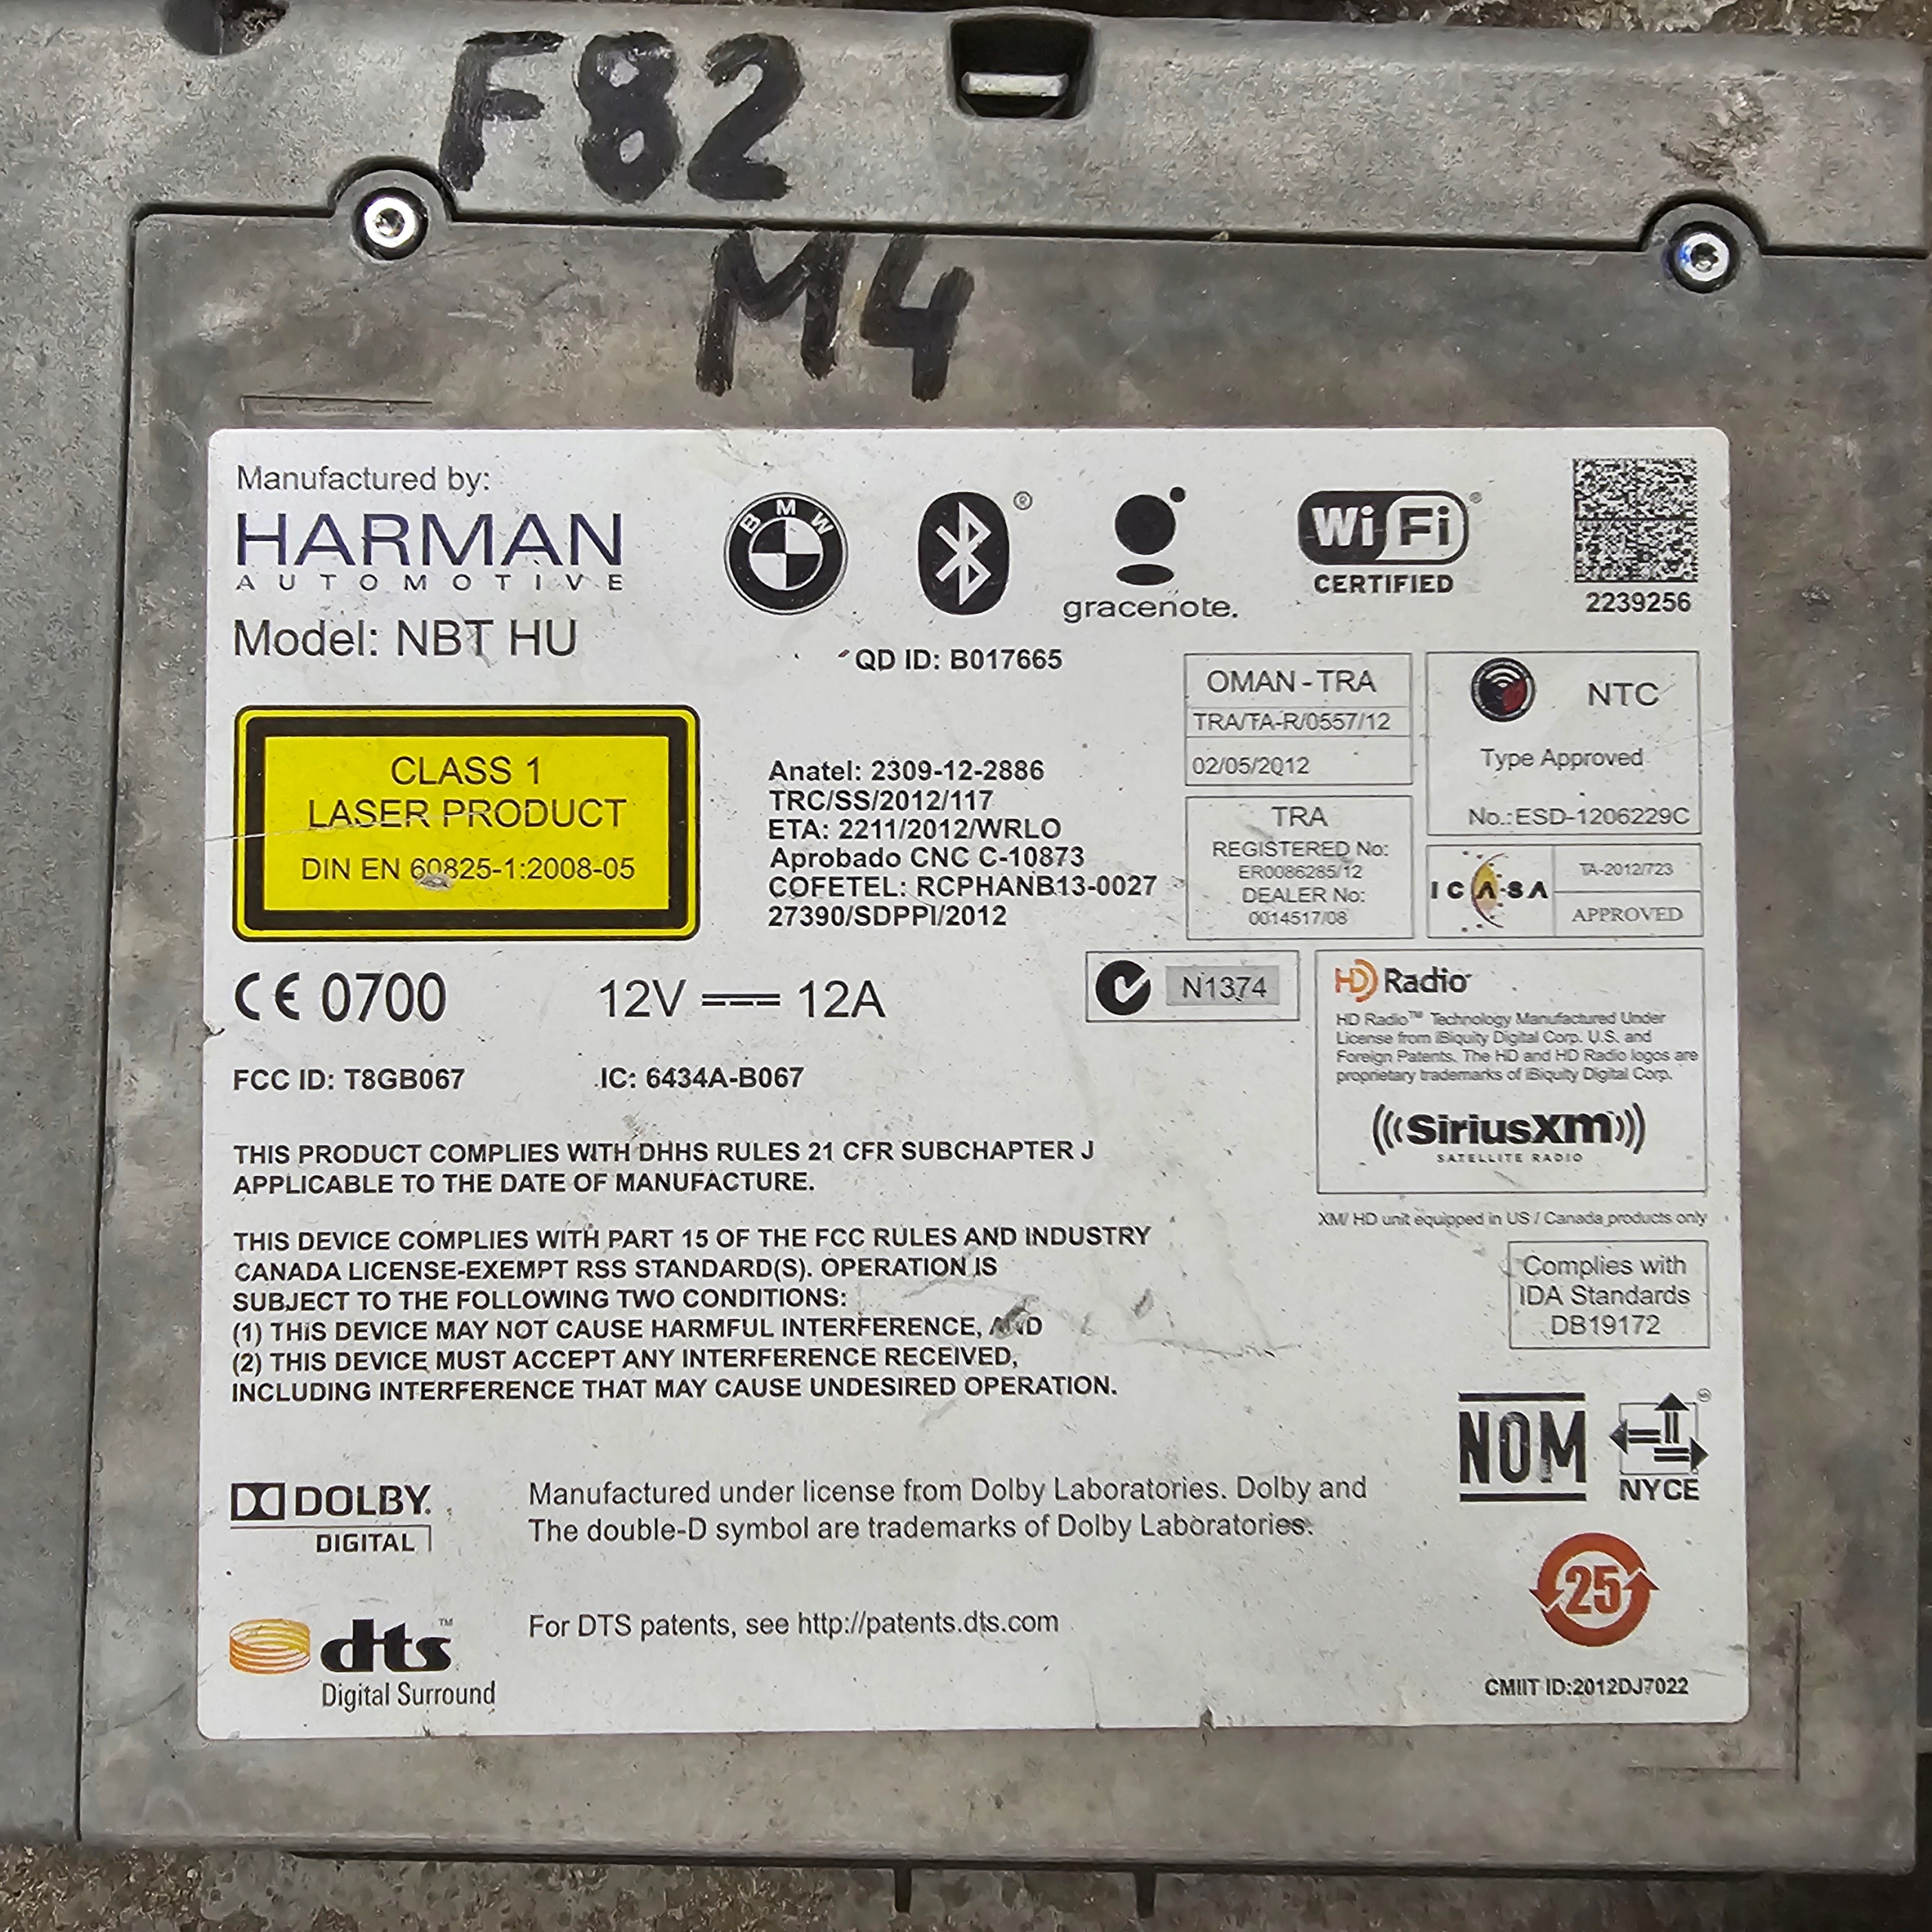 F82
M4
Manufactured by:
HARMAN
AUTOMOTIVE
Model: NBT HU
BMW
®
gracenote.
Wi Fi ®
CERTIFIED
2239256
QD ID: B017665
CLASS 1
LASER PRODUCT
DIN EN 60825-1:2008-05
Anatel: 2309-12-2886
TRC/SS/2012/117
ETA: 2211/2012/WRLO
Aprobado CNC C-10873
COFETEL: RCPHANB13-0027
27390/SDPPI/2012
OMAN-TRA
TRA/TA-R/0557/12
02/05/2012
TRA
REGISTERED No:
ER0086285/12
DEALER No:
0014517/08
NTC
Type Approved
No.:ESD-1206229C
ICASA
TA-2012/723
APPROVED
CE 0700
12V 12A
N1374
FCC ID: T8GB067
IC: 6434A-B067
HD Radio
HD Radio™ Technology Manufactured Under
License from iBiquity Digital Corp. U.S. and
Foreign Patents. The HD and HD Radio logos are
proprietary trademarks of iBiquity Digital Corp.
SiriusXM
SATELLITE RADIO
XM/ HD unit equipped in US / Canada products only
THIS PRODUCT COMPLIES WITH DHHS RULES 21 CFR SUBCHAPTER J
APPLICABLE TO THE DATE OF MANUFACTURE.
THIS DEVICE COMPLIES WITH PART 15 OF THE FCC RULES AND INDUSTRY
CANADA LICENSE-EXEMPT RSS STANDARD(S). OPERATION IS
SUBJECT TO THE FOLLOWING TWO CONDITIONS:
(1) THIS DEVICE MAY NOT CAUSE HARMFUL INTERFERENCE, AND
(2) THIS DEVICE MUST ACCEPT ANY INTERFERENCE RECEIVED,
INCLUDING INTERFERENCE THAT MAY CAUSE UNDESIRED OPERATION.
Complies with
IDA Standards
DB19172
NOM
NYCE
DOLBY.
DIGITAL
Manufactured under license from Dolby Laboratories. Dolby and
The double-D symbol are trademarks of Dolby Laboratories.
25
dts™
Digital Surround
For DTS patents, see http://patents.dts.com
CMIIT ID:2012DJ7022